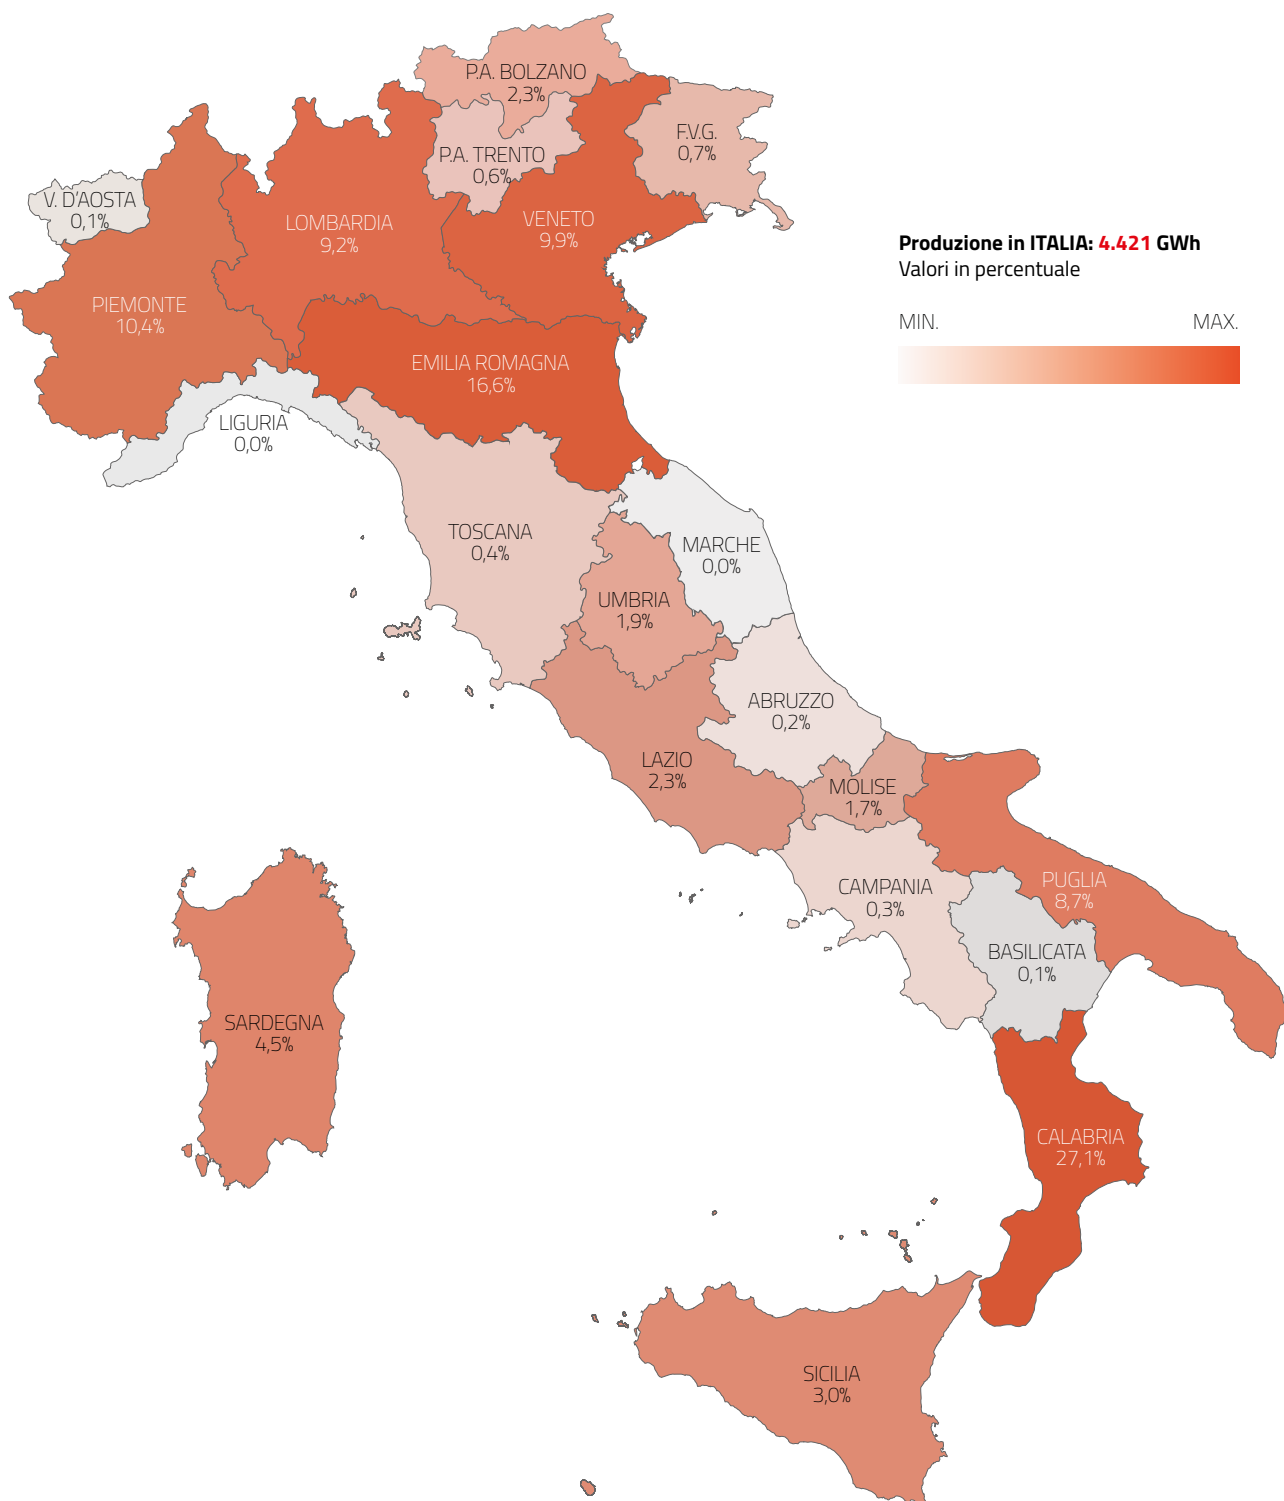 P.A. BOLZANO
2,3%
F.V.G.
0,7%
P.A. TRENTO
0,6%
V. D'AOSTA
0,1%
LOMBARDIA
9,2%
VENETO
9,9%
Produzione in ITALIA: 4.421 GWh
Valori in percentuale
MIN. MAX.
PIEMONTE
10,4%
EMILIA ROMAGNA
16,6%
LIGURIA
0,0%
TOSCANA
0,4%
MARCHE
0,0%
UMBRIA
1,9%
ABRUZZO
0,2%
LAZIO
2,3%
MOLISE
1,7%
CAMPANIA
0,3%
PUGLIA
8,7%
BASILICATA
0,1%
SARDEGNA
4,5%
CALABRIA
27,1%
SICILIA
3,0%